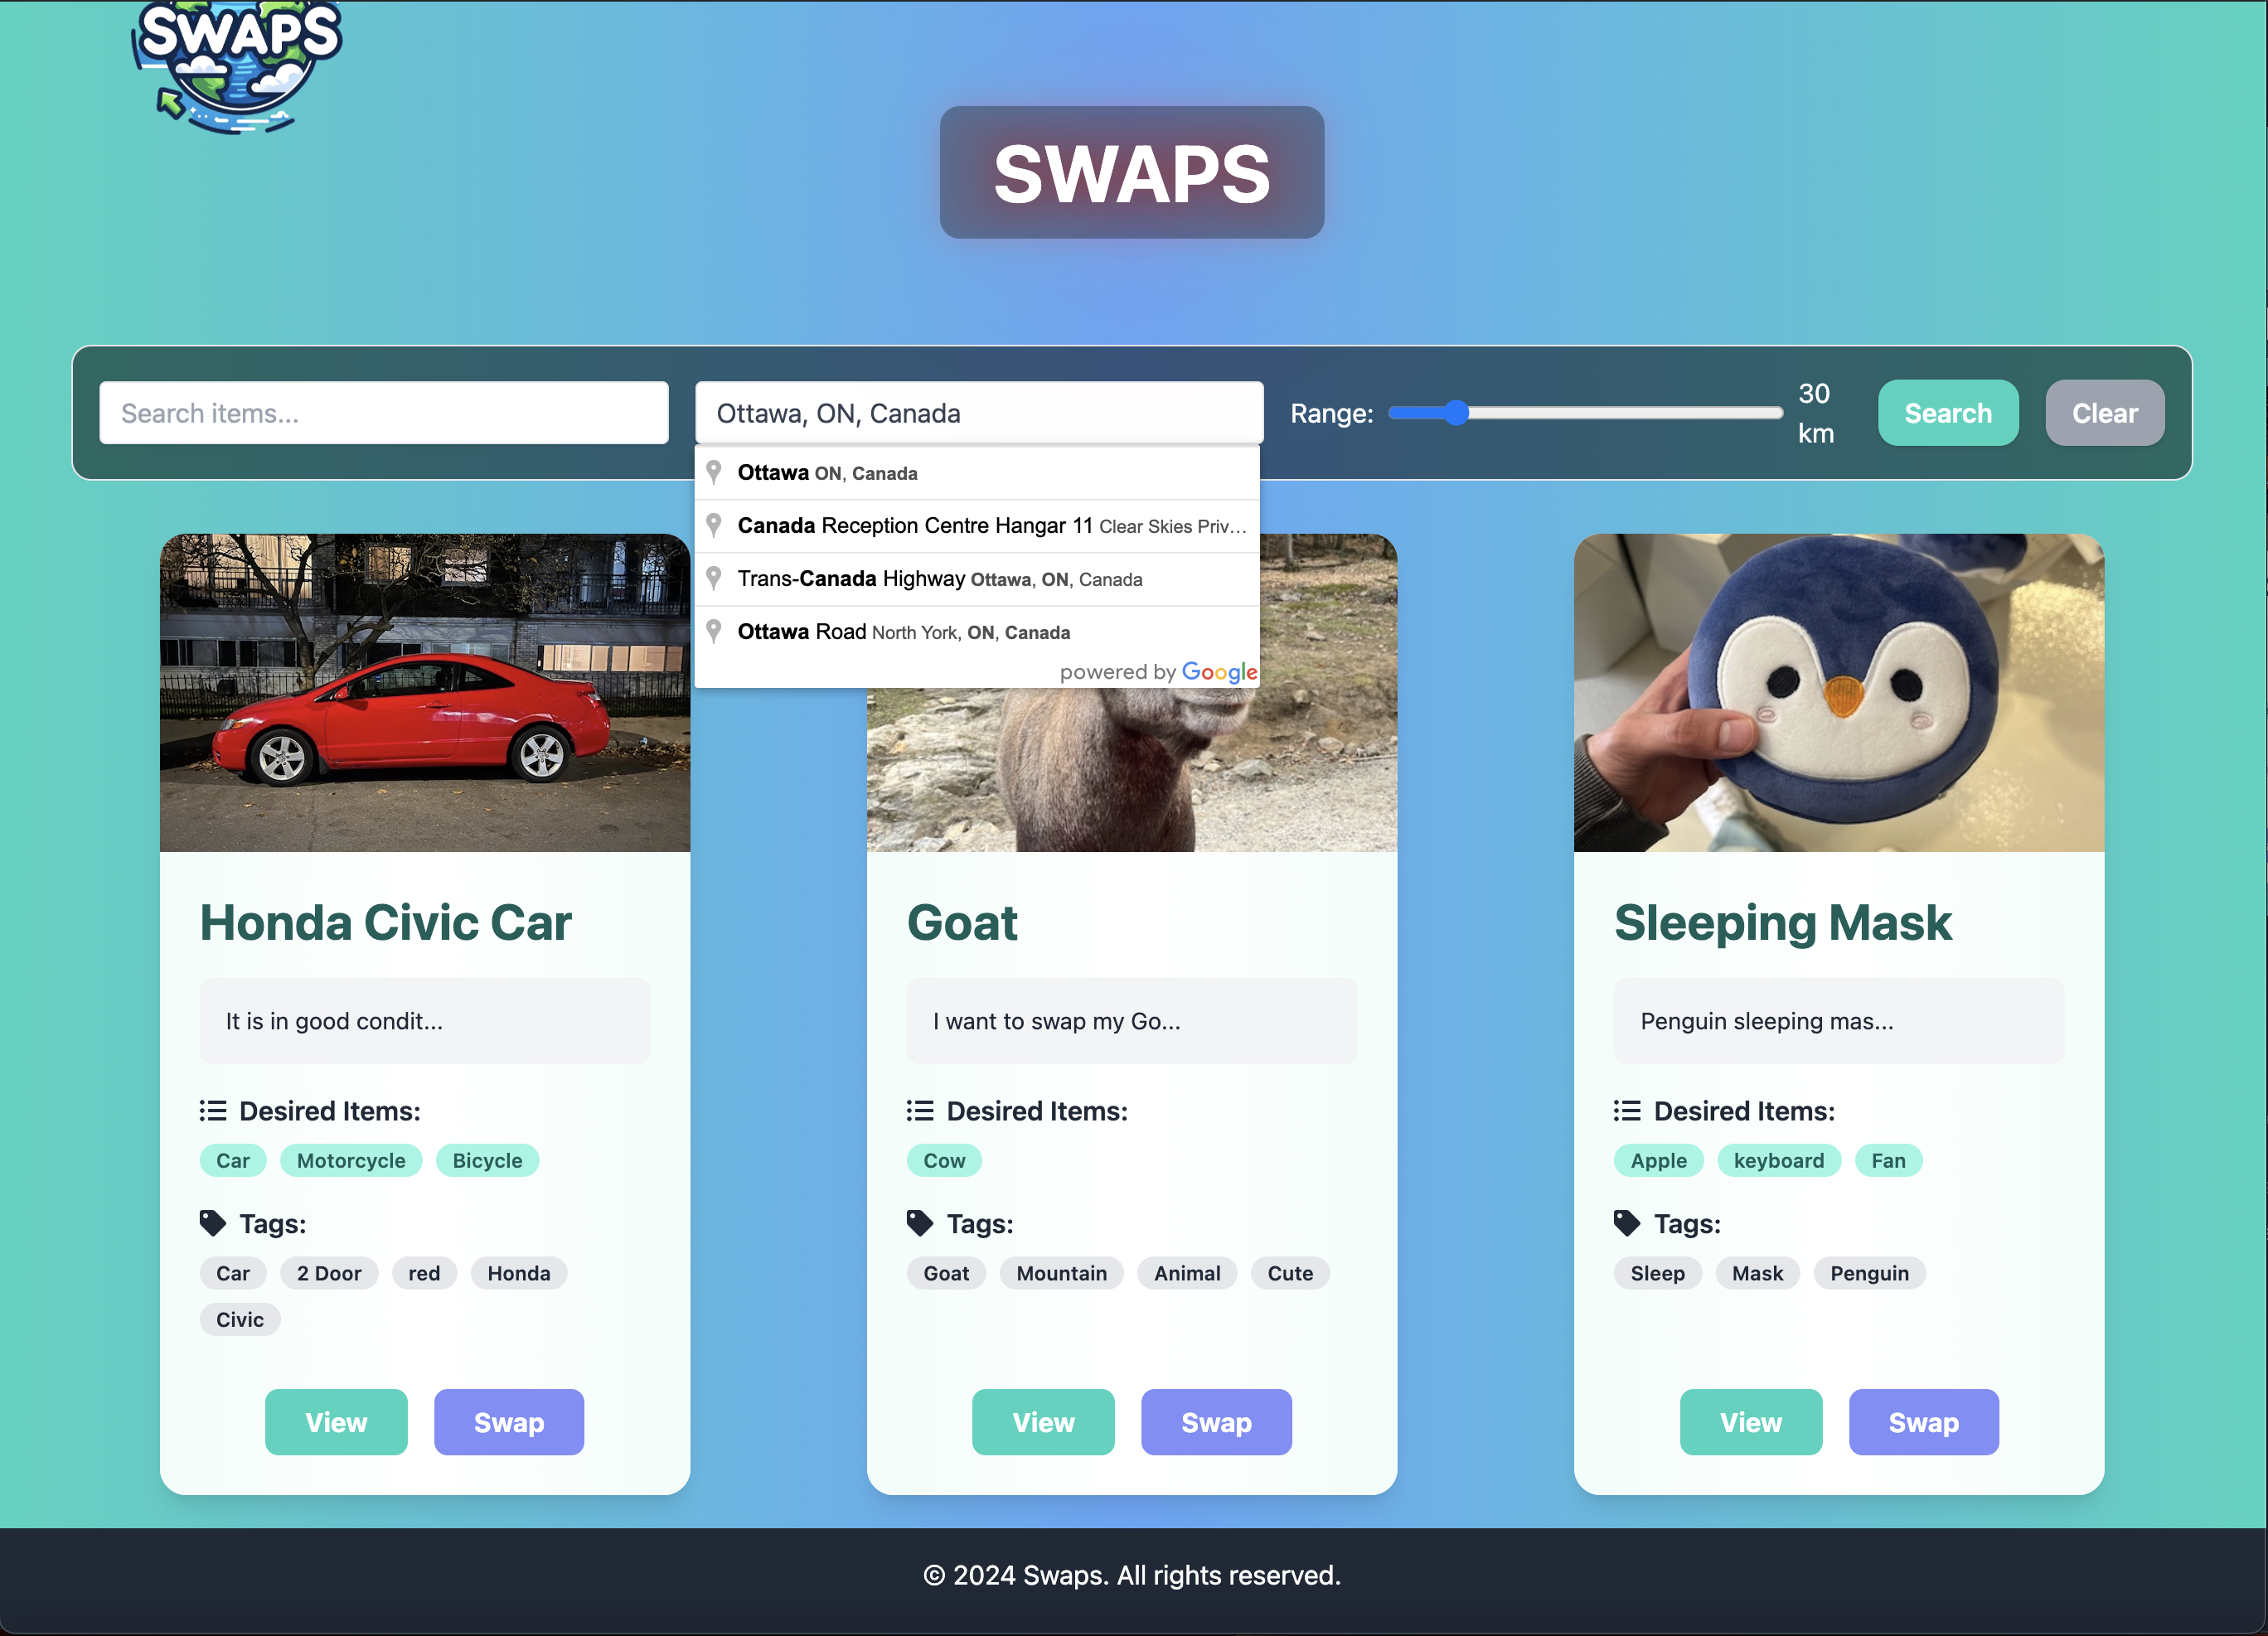 SWAPS
SWAPS
Search items...
Ottawa, ON, Canada
Range:
30
km
Search
Clear
Ottawa ON, Canada
Canada Reception Centre Hangar 11 Clear Skies Priv...
Trans-Canada Highway Ottawa, ON, Canada
Ottawa Road North York, ON, Canada
powered by Google
Honda Civic Car
It is in good condit...
Desired Items:
Car Motorcycle Bicycle
Tags:
Car 2 Door red Honda
Civic
View Swap
Goat
I want to swap my Go...
Desired Items:
Cow
Tags:
Goat Mountain Animal Cute
View Swap
Sleeping Mask
Penguin sleeping mas...
Desired Items:
Apple keyboard Fan
Tags:
Sleep Mask Penguin
View Swap
© 2024 Swaps. All rights reserved.